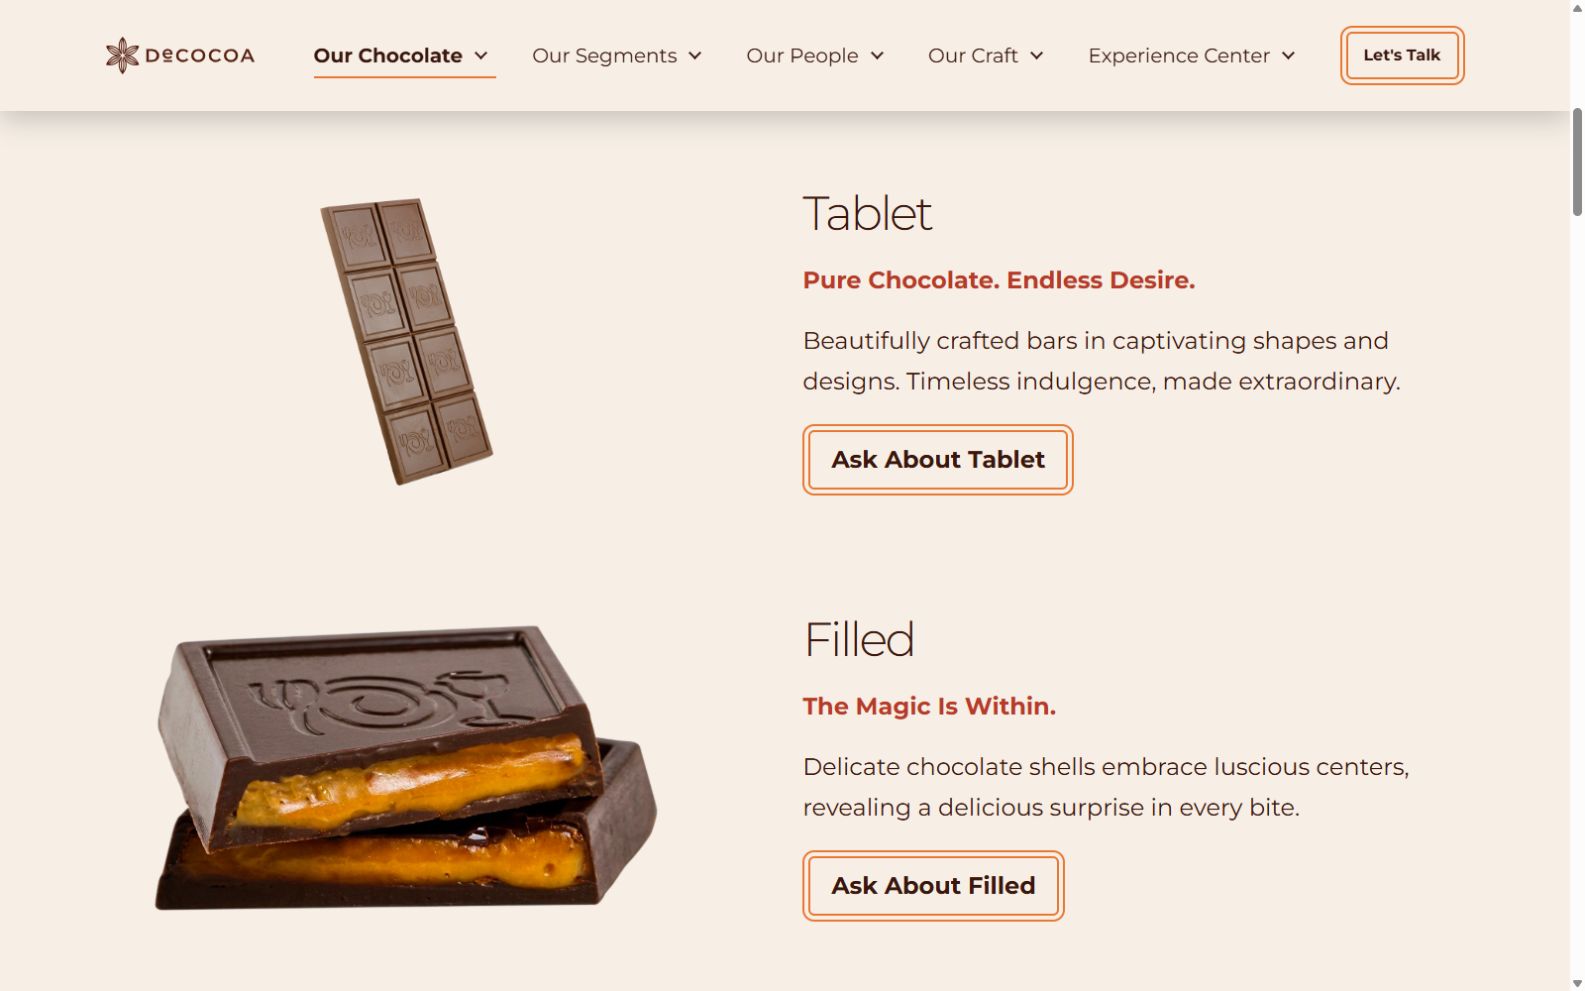 DeCOCOA
Our Chocolate
Our Segments
Our People
Our Craft
Experience Center
Let's Talk
Tablet
Pure Chocolate. Endless Desire.
Beautifully crafted bars in captivating shapes and
designs. Timeless indulgence, made extraordinary.
Ask About Tablet
Filled
The Magic Is Within.
Delicate chocolate shells embrace luscious centers,
revealing a delicious surprise in every bite.
Ask About Filled